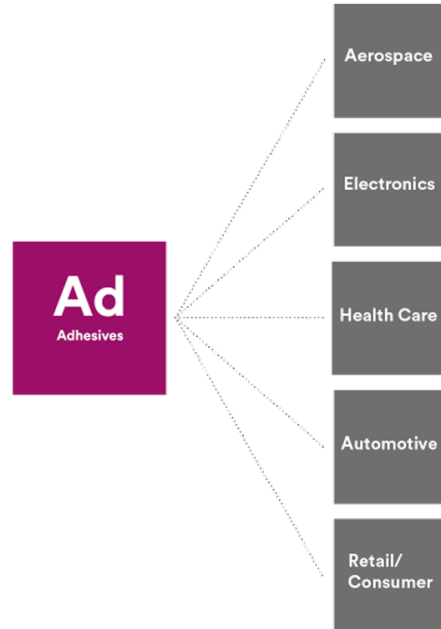 Aerospace
Electronics
Ad
Adhesives
Health Care
Automotive
Retail/
Consumer